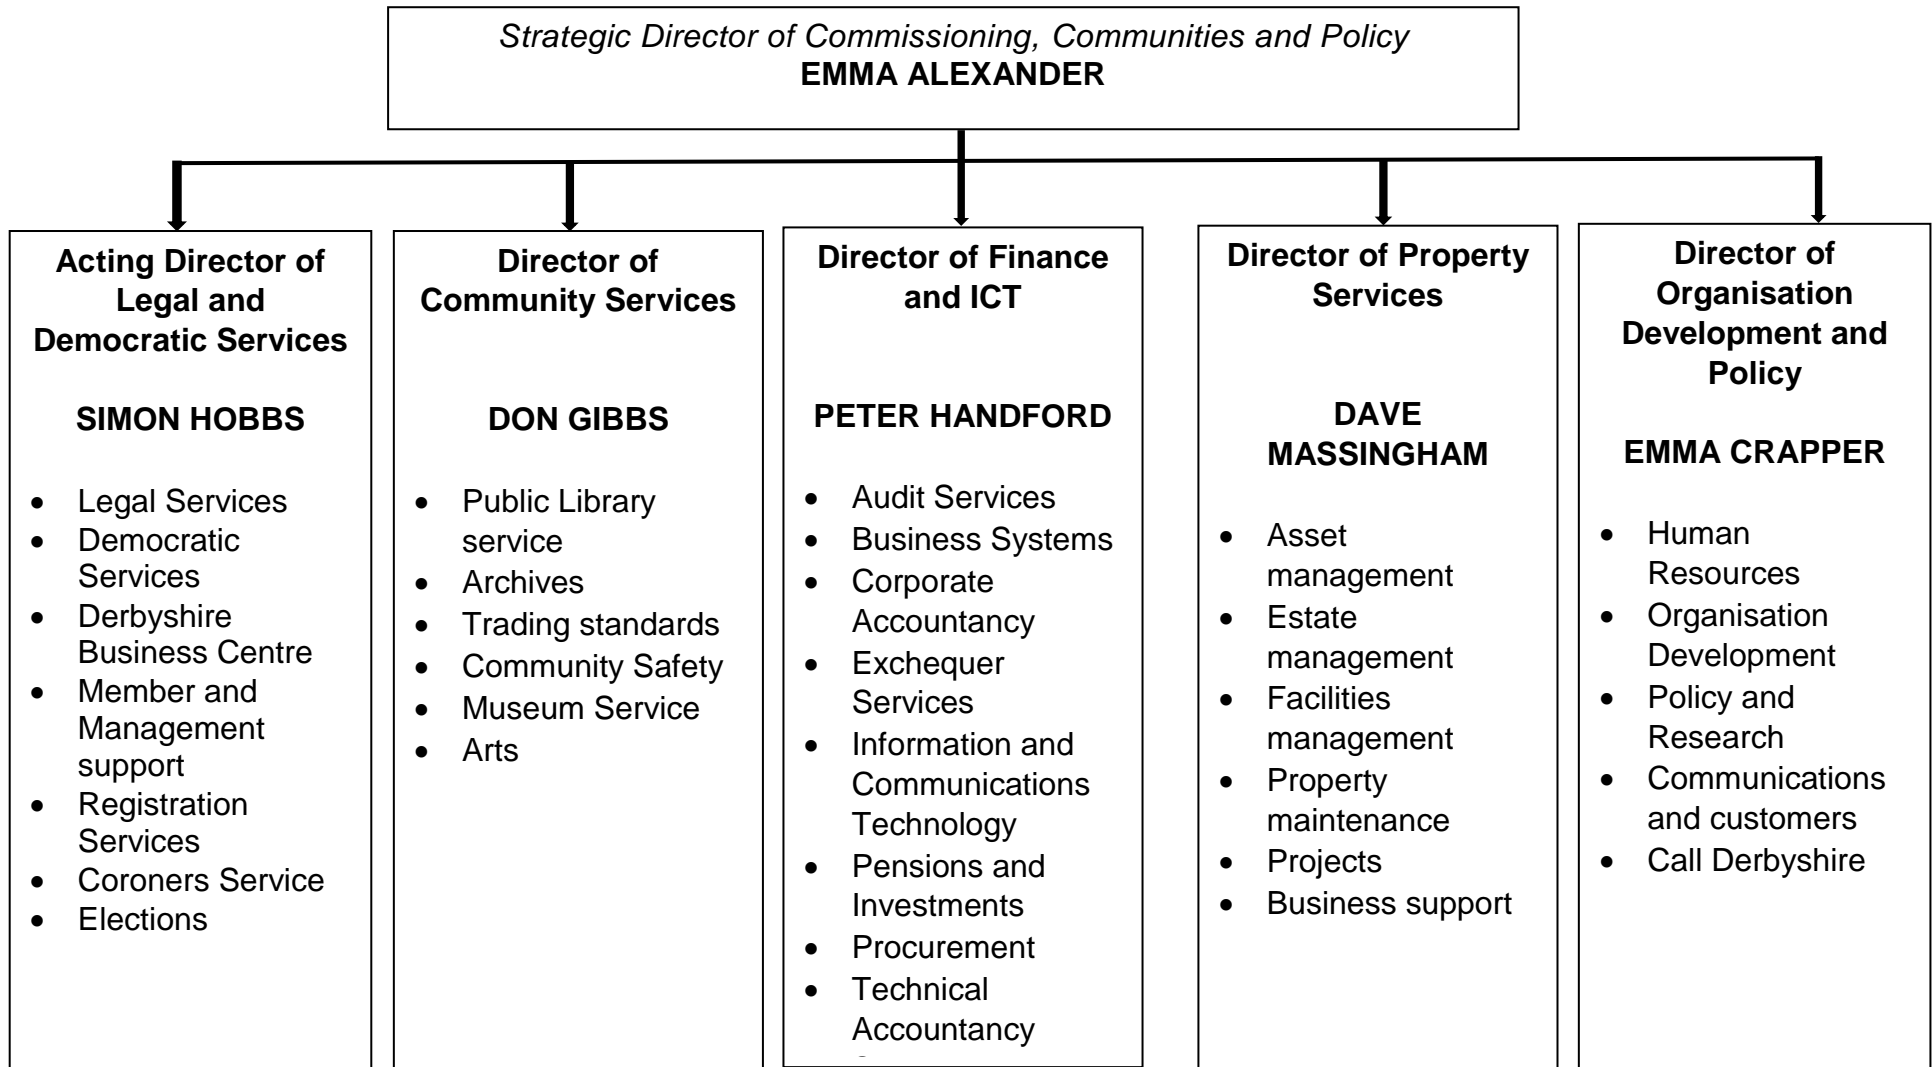 Strategic Director of Commissioning, Communities and Policy
EMMA ALEXANDER
Acting Director of
Legal and
Democratic Services
SIMON HOBBS
• Legal Services
• Democratic
Services
• Derbyshire
Business Centre
• Member and
Management
support
• Registration
Services
• Coroners Service
• Elections
Director of
Community Services
DON GIBBS
• Public Library
service
• Archives
• Trading standards
• Community Safety
• Museum Service
• Arts
Director of Finance
and ICT
PETER HANDFORD
• Audit Services
• Business Systems
• Corporate
Accountancy
• Exchequer
Services
• Information and
Communications
Technology
• Pensions and
Investments
• Procurement
• Technical
Accountancy
Director of Property
Services
DAVE
MASSINGHAM
• Asset
management
• Estate
management
• Facilities
management
• Property
maintenance
• Projects
• Business support
Director of
Organisation
Development and
Policy
EMMA CRAPPER
• Human
Resources
• Organisation
Development
• Policy and
Research
• Communications
and customers
• Call Derbyshire